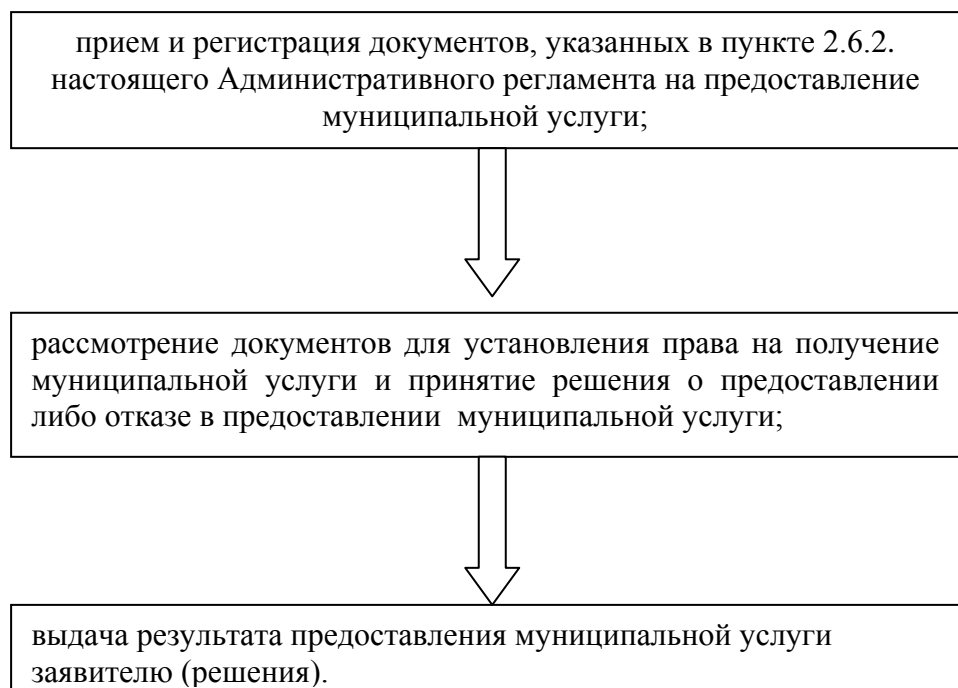 прием и регистрация документов, указанных в пункте 2.6.2.
настоящего Административного регламента на предоставление
муниципальной услуги;
рассмотрение документов для установления права на получение
муниципальной услуги и принятие решения о предоставлении
либо отказе в предоставлении муниципальной услуги;
выдача результата предоставления муниципальной услуги
заявителю (решения).